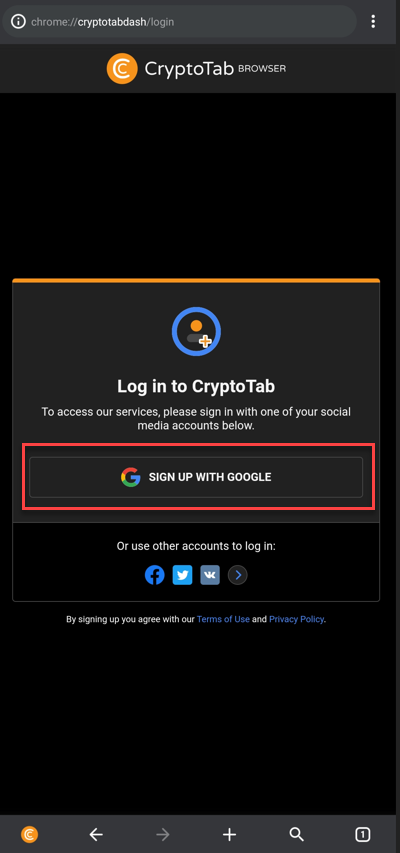 chrome://cryptotabdash/login
CryptoTab BROWSER
Log in to CryptoTab
To access our services, please sign in with one of your social
media accounts below.
SIGN UP WITH GOOGLE
Or use other accounts to log in:
By signing up you agree with our Terms of Use and Privacy Policy.
1